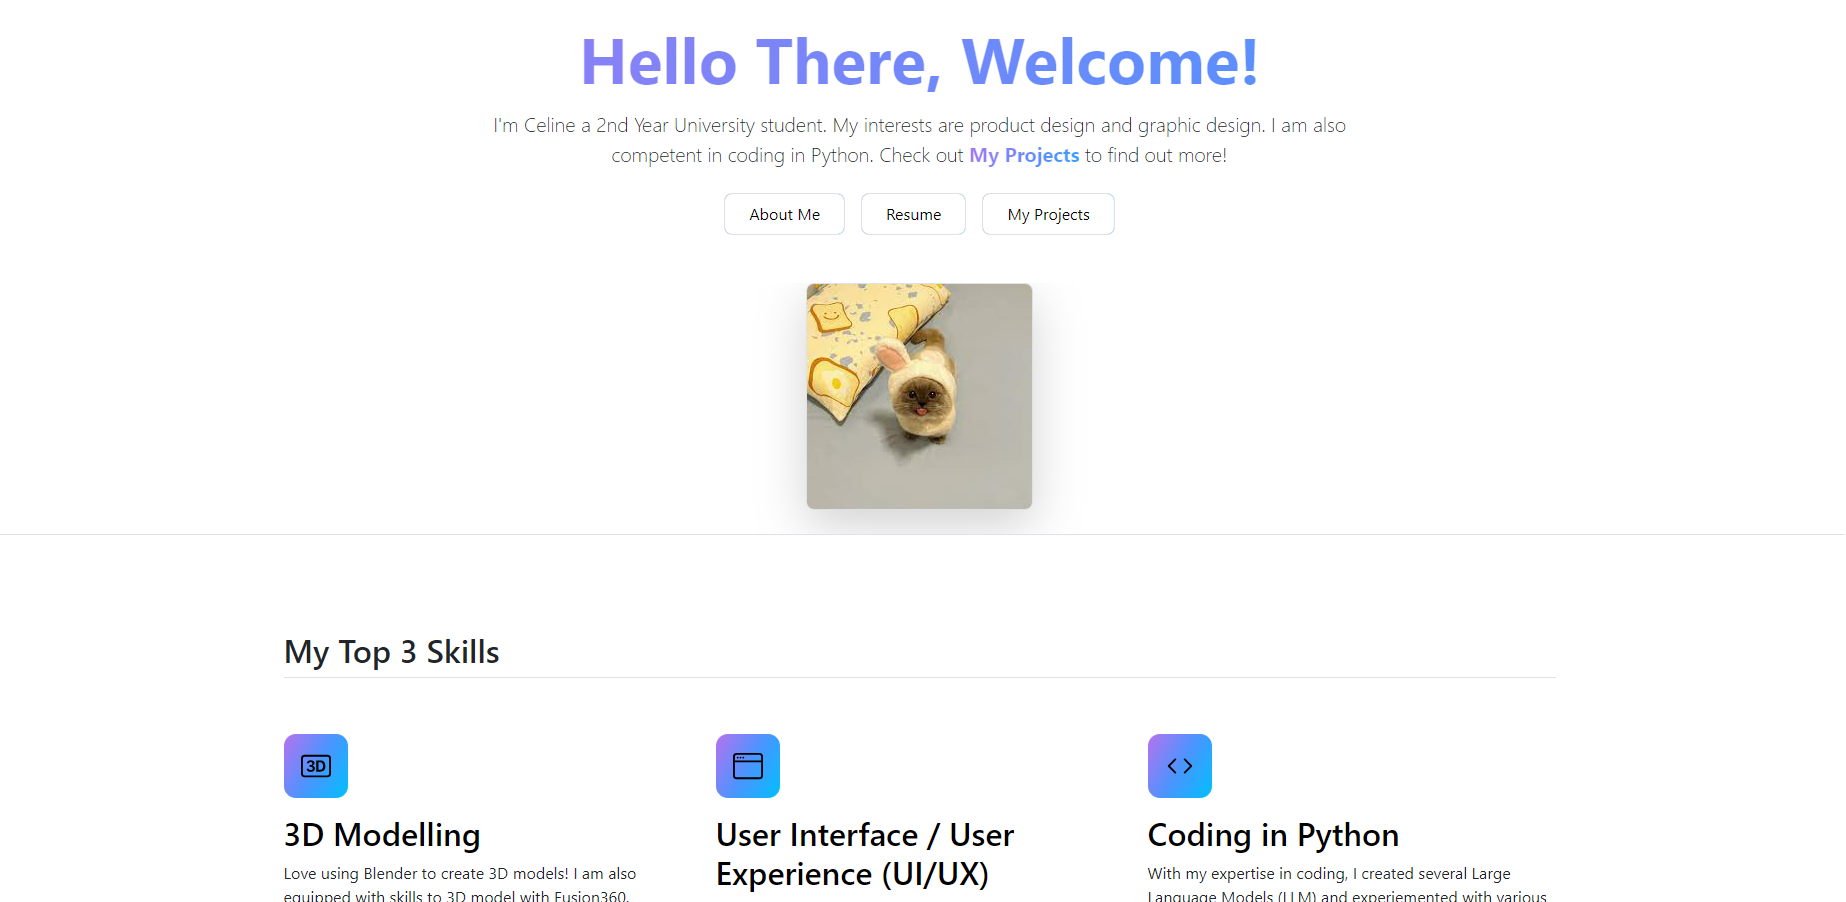 Hello There, Welcome!
I'm Celine a 2nd Year University student. My interests are product design and graphic design. I am also
competent in coding in Python. Check out My Projects to find out more!
About Me
Resume
My Projects
My Top 3 Skills
3D
3D Modelling
Love using Blender to create 3D models! I am also
equipped with skills to 3D model with Fusion360.
User Interface / User
Experience (UI/UX)
Coding in Python
With my expertise in coding, I created several Large
Language Models (LLM) and experiemented with various